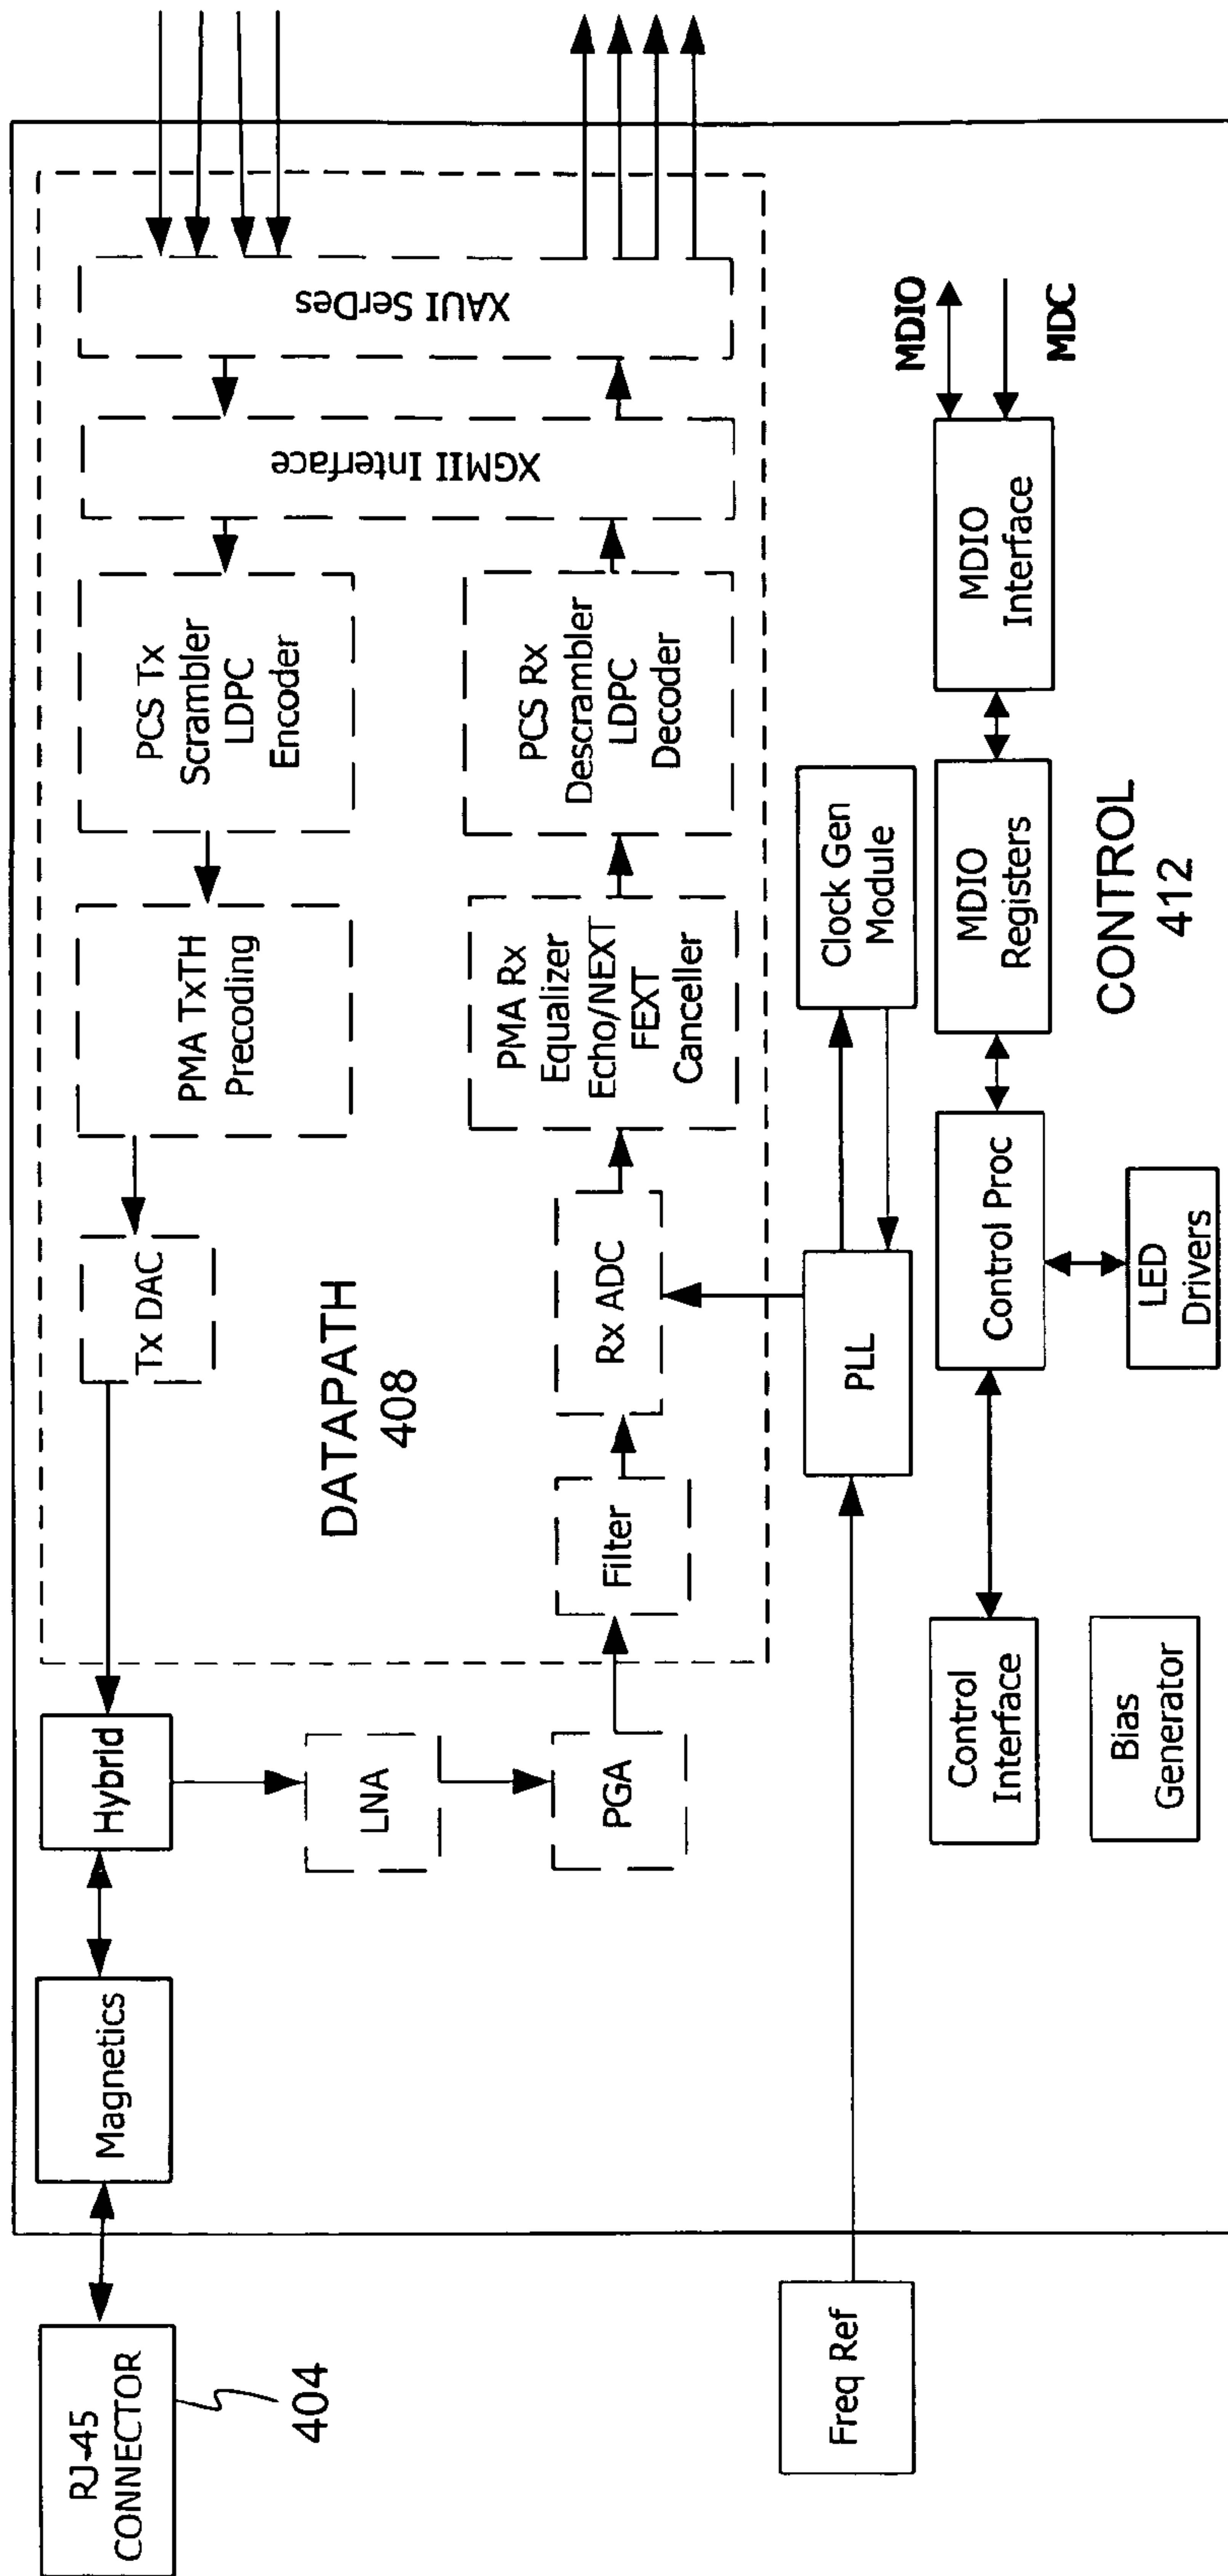 RJ-45
CONNECTOR
404
Magnetics
Hybrid
LNA
PGA
DATAPATH
408
Tx DAC
PMA TxTH
Precoding
PCS Tx
Scrambler
LDPC
Encoder
XGMII Interface
XAUI SerDes
Filter
Rx ADC
PMA Rx
Equalizer
Echo/NEXT
FEXT
Canceller
PCS Rx
Descrambler
LDPC
Decoder
Freq Ref
PLL
Clock Gen
Module
Control
Interface
Control Proc
MDIO
Registers
MDIO
Interface
MDIO
MDC
Bias
Generator
LED
Drivers
CONTROL
412